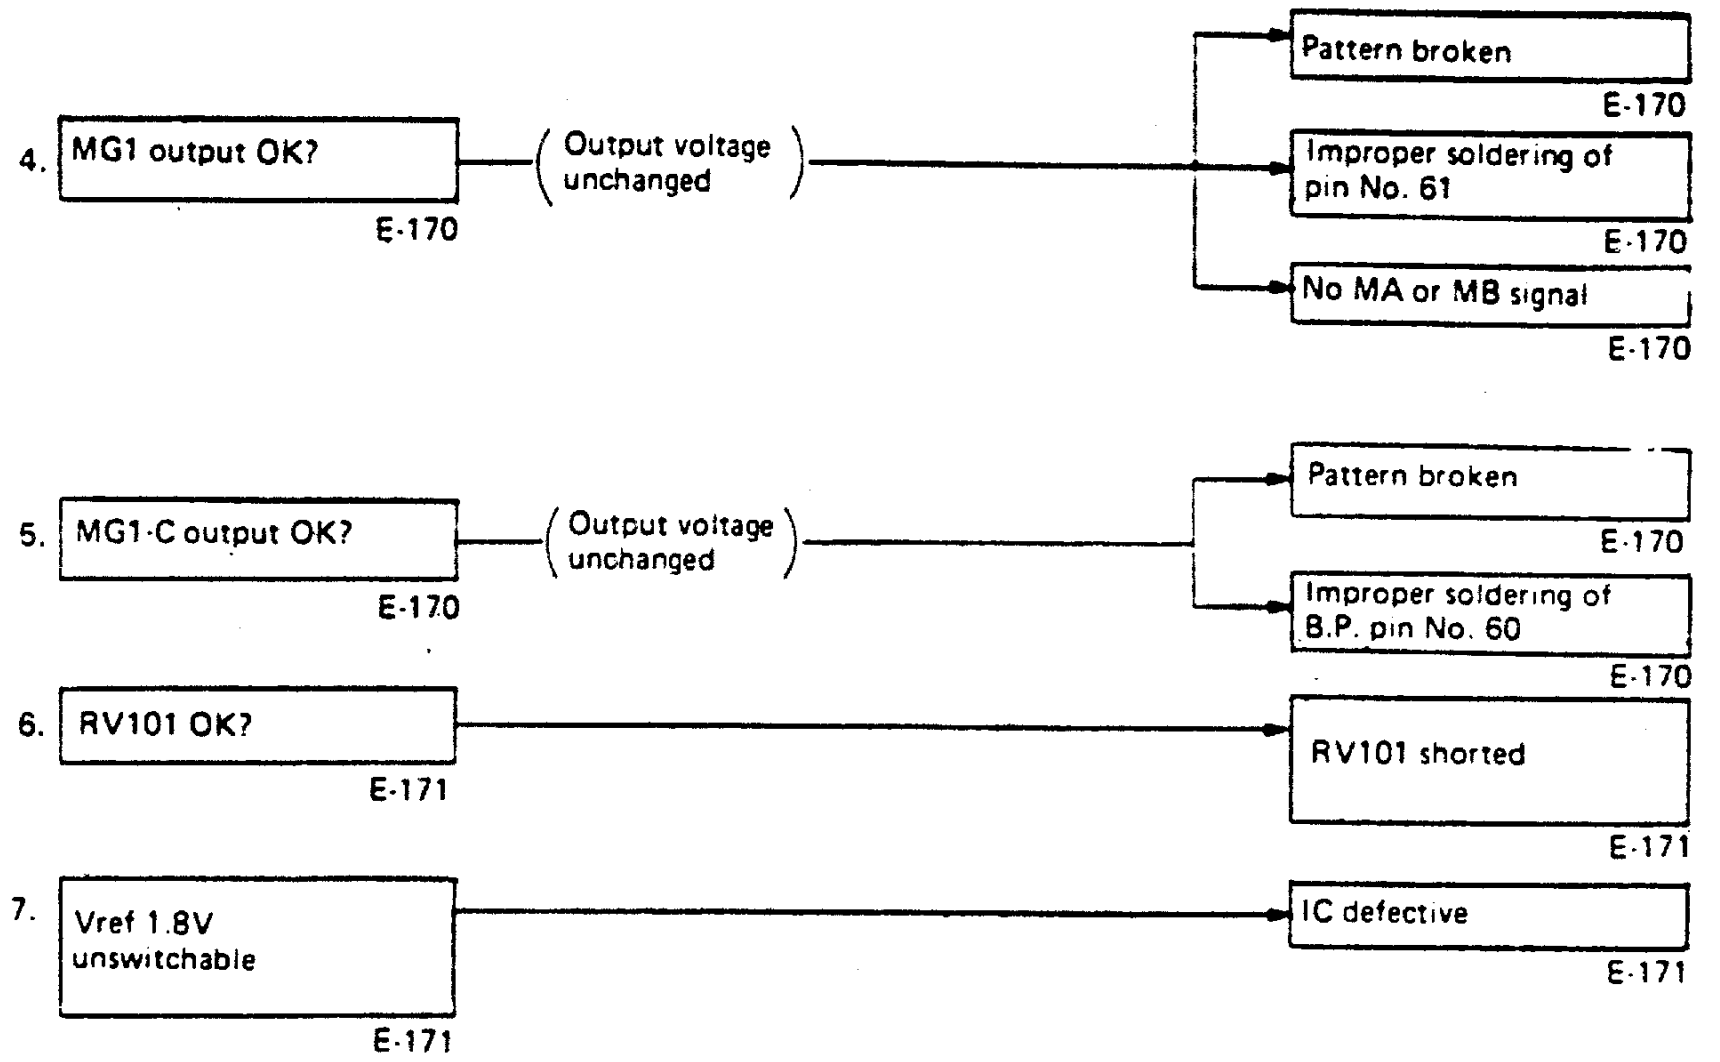 Pattern broken
E-170
4. MG1 output OK?
E-170
(Output voltage
unchanged)
Improper soldering of
pin No. 61
E-170
No MA or MB signal
E-170
5. MG1-C output OK?
E-170
(Output voltage
unchanged)
Pattern broken
E-170
Improper soldering of
B.P. pin No. 60
E-170
6. RV101 OK?
E-171
RV101 shorted
E-171
7. Vref 1.8V
unswitchable
E-171
IC defective
E-171